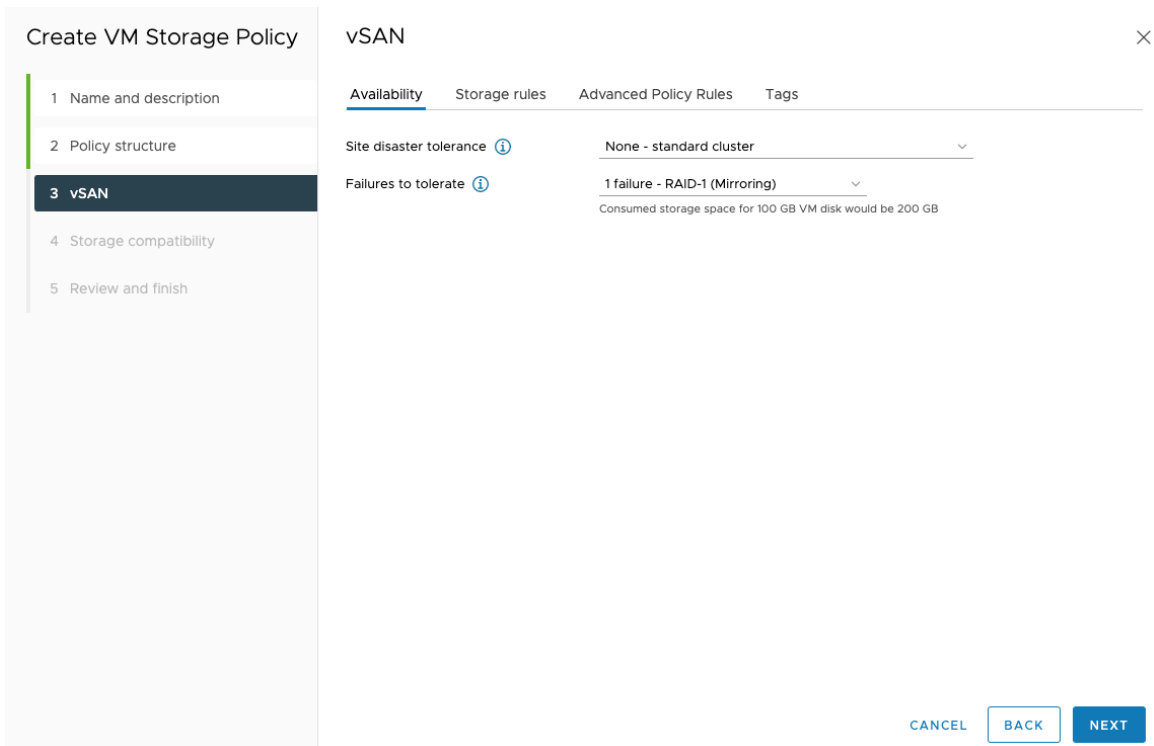 Create VM Storage Policy
1 Name and description
2 Policy structure
3 vSAN
4 Storage compatibility
5 Review and finish
vSAN
Availability Storage rules Advanced Policy Rules Tags
Site disaster tolerance None - standard cluster
Failures to tolerate 1 failure - RAID-1 (Mirroring)
Consumed storage space for 100 GB VM disk would be 200 GB
CANCEL BACK NEXT